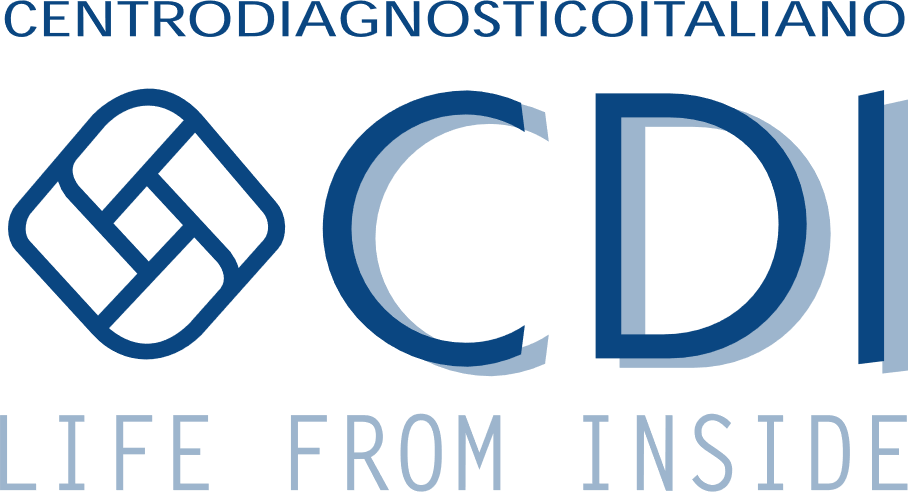 CENTRODIAGNOSTICOITALIANO
CDI
LIFE FROM INSIDE